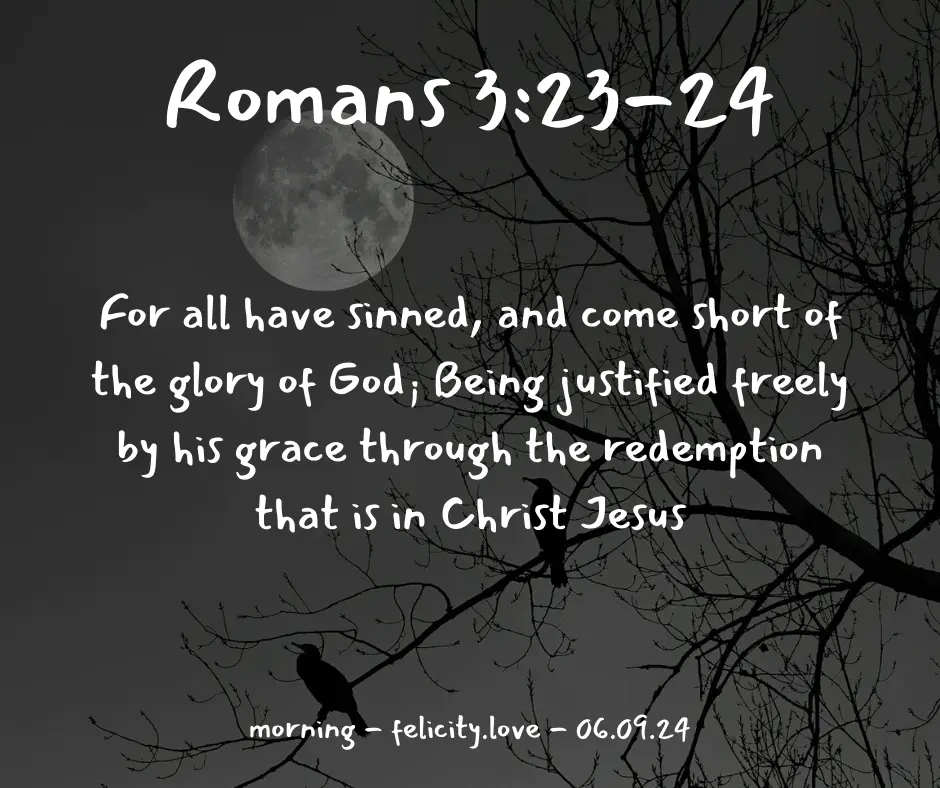 Romans 3:23-24
For all have sinned, and come short of
the glory of God; Being justified freely
by his grace through the redemption
that is in Christ Jesus
morning - felicity.love - 06.09.24